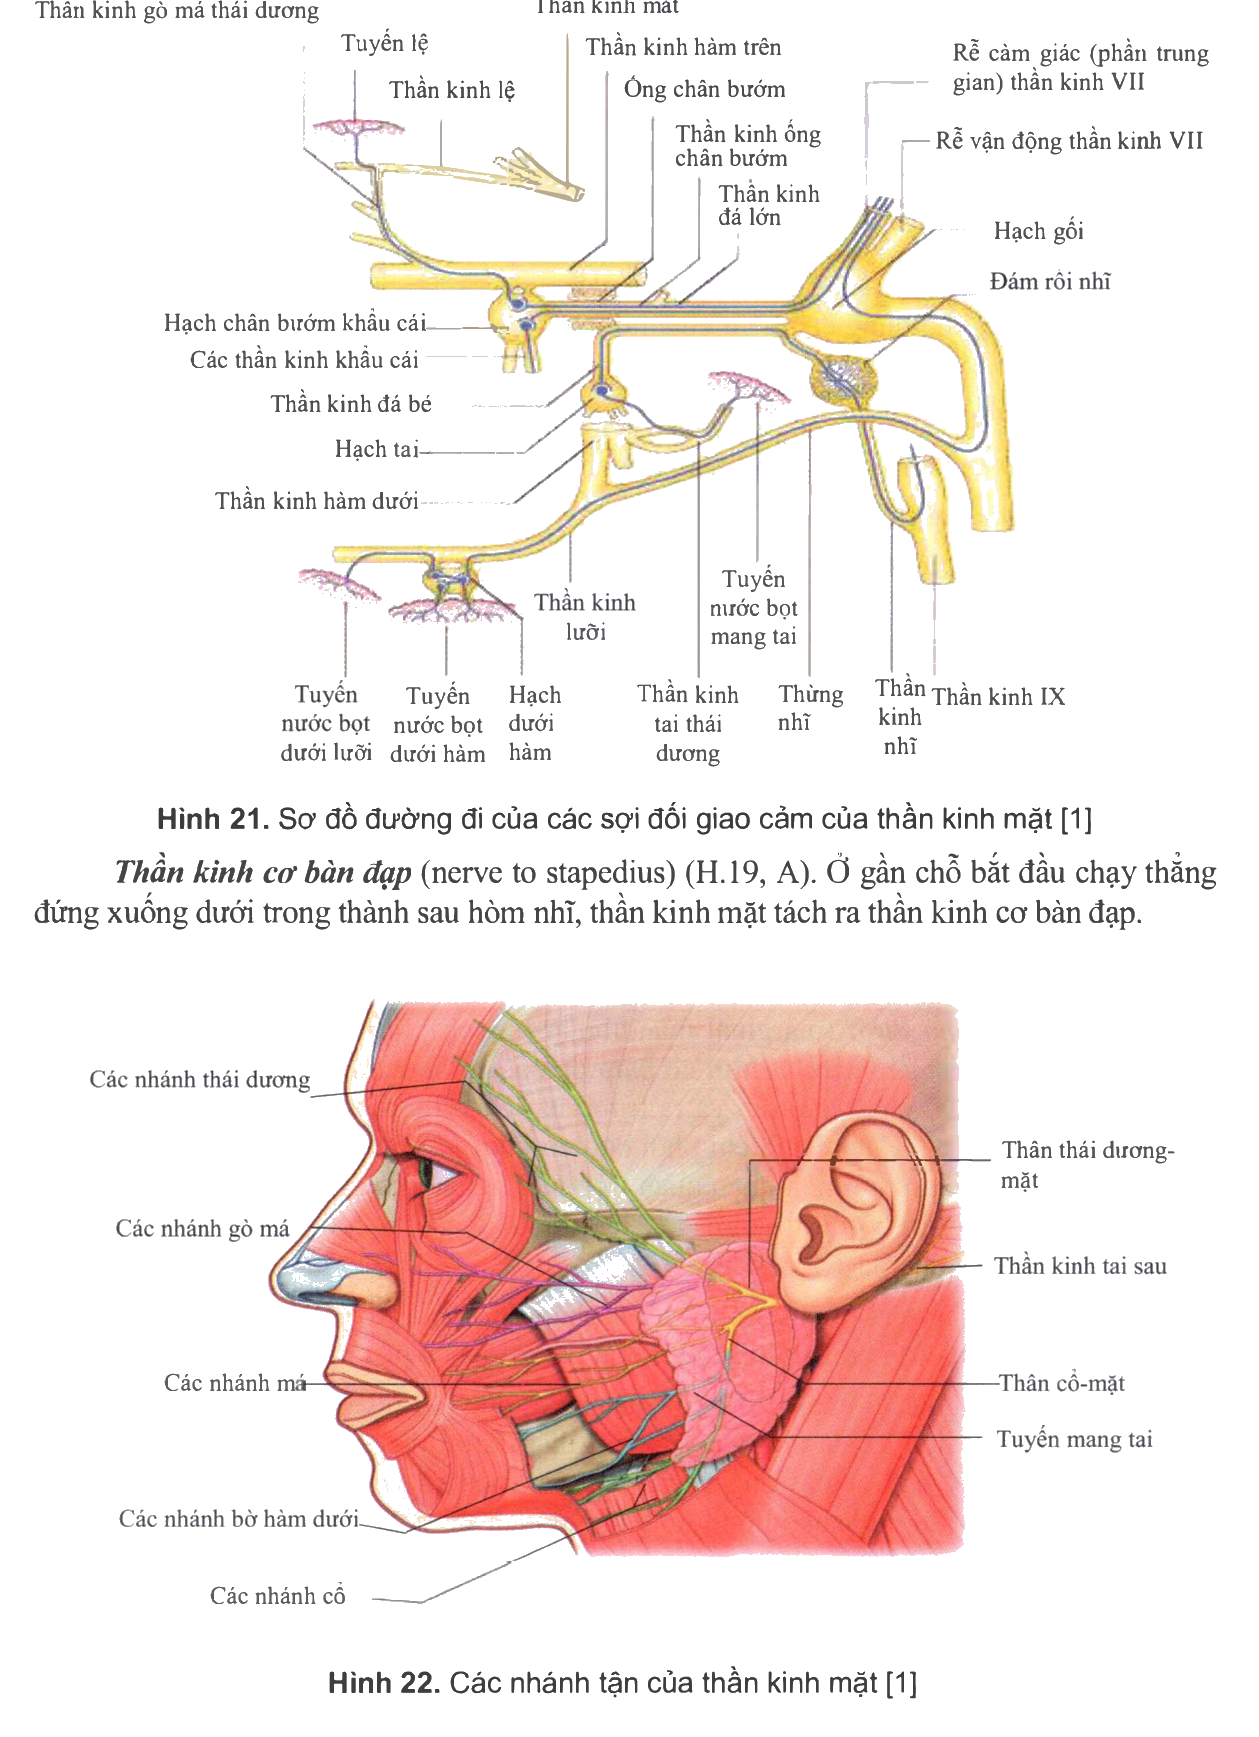 Thần kinh gò má thái dương
Thần kinh mắt
Tuyến lệ
Thần kinh hàm trên
Rễ càm giác (phần trung
gian) thần kinh VII
Thần kinh lệ
Ống chân bướm
Thần kinh ống
chân bướm
Rễ vận động thần kinh VII
Thần kinh
đá lớn
Hạch gối
Đám rôi nhĩ
Hạch chân bướm khẩu cái
Các thần kinh khẩu cái
Thần kinh đá bé
Hạch tai
Thần kinh hàm dưới
Thần kinh
lưỡi
Tuyến
nước bọt
mang tai
Tuyến
nước bọt
dưới lưỡi
Tuyến
nước bọt
dưới hàm
Hạch
dưới
hàm
Thần kinh
tai thái
dương
Thừng
nhĩ
Thần
kinh
nhĩ
Thần kinh IX
Hình 21. Sơ đồ đường đi của các sợi đối giao cảm của thần kinh mặt [1]
Thần kinh cơ bàn đạp (nerve to stapedius) (H.19, A). Ở gần chỗ bắt đầu chạy thẳng
đứng xuống dưới trong thành sau hòm nhĩ, thần kinh mặt tách ra thần kinh cơ bàn đạp.
Các nhánh thái dương
Thân thái dương-
mặt
Các nhánh gò má
Thần kinh tai sau
Các nhánh má
Thân cổ-mặt
Tuyến mang tai
Các nhánh bờ hàm dưới
Các nhánh cổ
Hình 22. Các nhánh tận của thần kinh mặt [1]